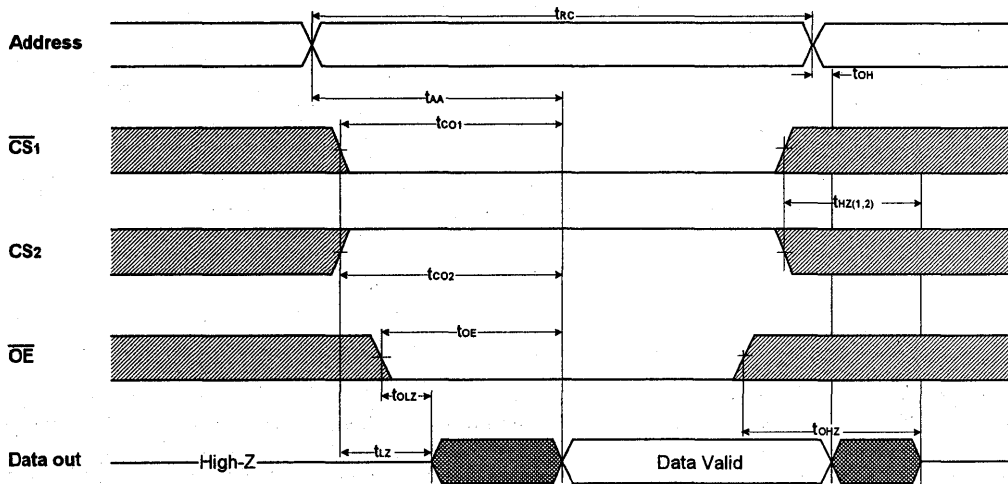 tRC
Address
tOH
tAA
tCO1
CS1
tHZ(1,2)
CS2
tCO2
tOE
OE
tOLZ
tOHZ
Data out
High-Z
tLZ
Data Valid